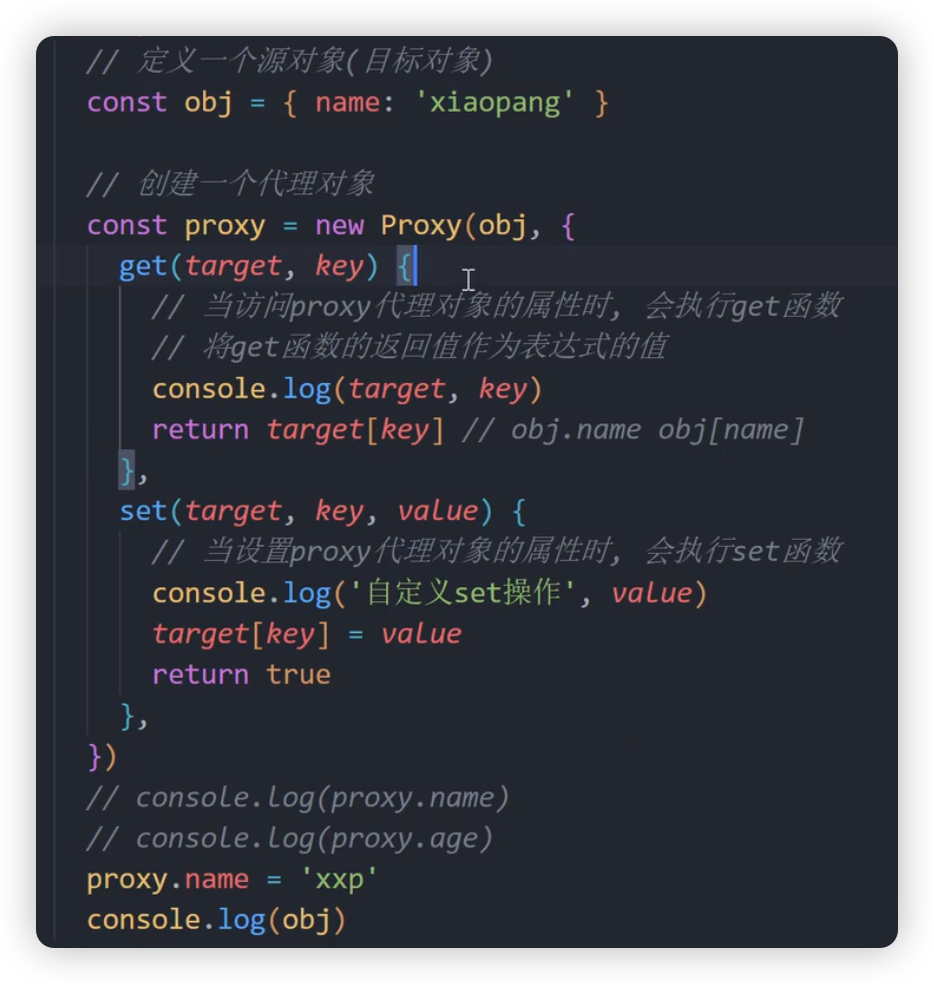 // 定义一个源对象(目标对象)
const obj = { name: 'xiaopang' }
// 创建一个代理对象
const proxy = new Proxy(obj, {
get(target, key) {
// 当访问proxy代理对象的属性时, 会执行get函数
// 将get函数的返回值作为表达式的值
console.log(target, key)
return target[key] // obj.name obj[name]
},
set(target, key, value) {
// 当设置proxy代理对象的属性时, 会执行set函数
console.log('自定义set操作', value)
target[key] = value
return true
},
})
// console.log(proxy.name)
// console.log(proxy.age)
proxy.name = 'xxp'
console.log(obj)